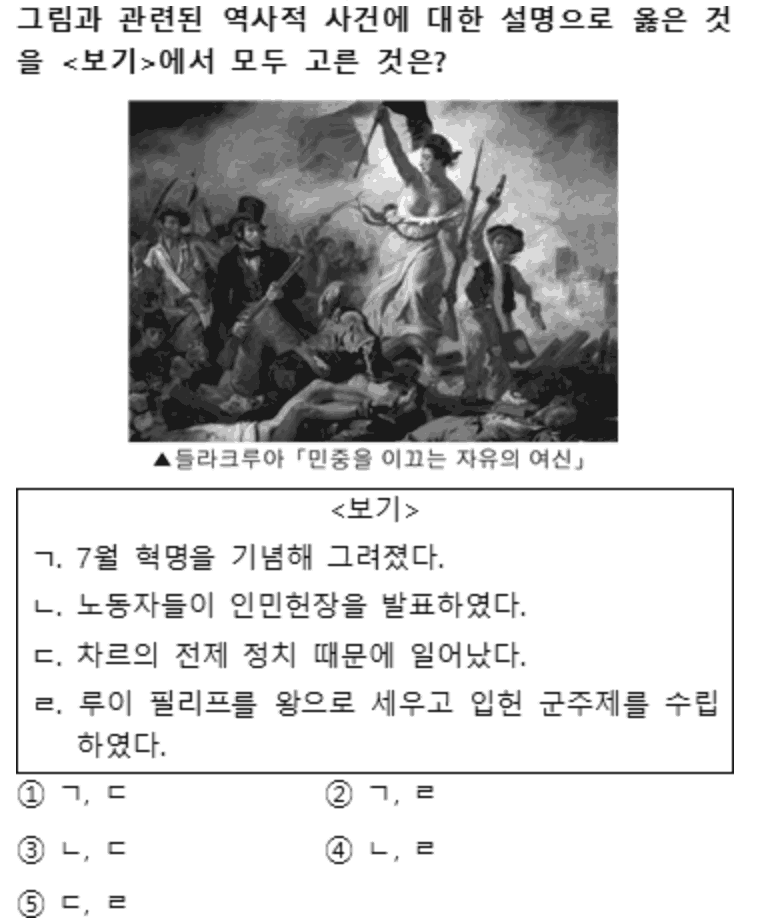 그림과 관련된 역사적 사건에 대한 설명으로 옳은 것
을 <보기>에서 모두 고른 것은?
▲들라크루아「민중을 이끄는 자유의 여신」
<보기>
ㄱ. 7월 혁명을 기념해 그려졌다.
ㄴ. 노동자들이 인민헌장을 발표하였다.
ㄷ. 차르의 전제 정치 때문에 일어났다.
ㄹ. 루이 필리프를 왕으로 세우고 입헌 군주제를 수립
하였다.
① ㄱ, ㄷ ② ㄱ, ㄹ
③ ㄴ, ㄷ ④ ㄴ, ㄹ
⑤ ㄷ, ㄹ